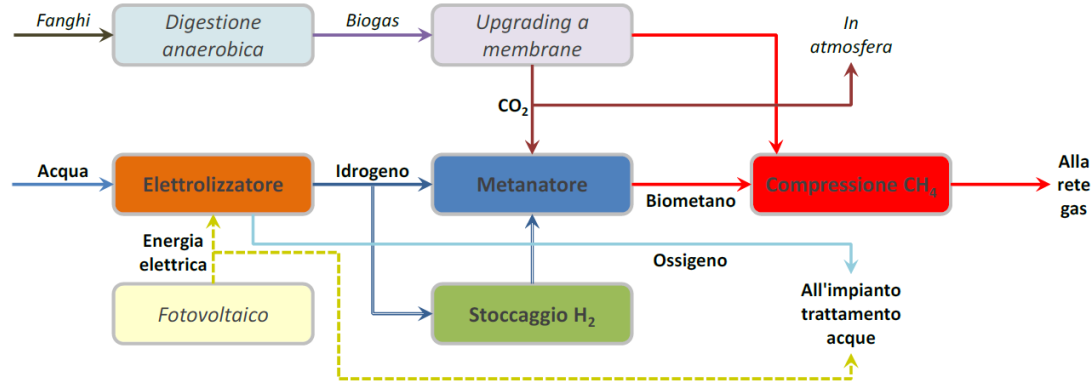 Fanghi
Digestione
anaerobica
Biogas
Upgrading a
membrane
In
atmosfera
CO₂
Acqua
Elettrolizzatore
Idrogeno
Metanatore
Biometano
Compressione CH₄
Alla
rete
gas
Energia
elettrica
Ossigeno
Fotovoltaico
Stoccaggio H₂
All'impianto
trattamento
acque